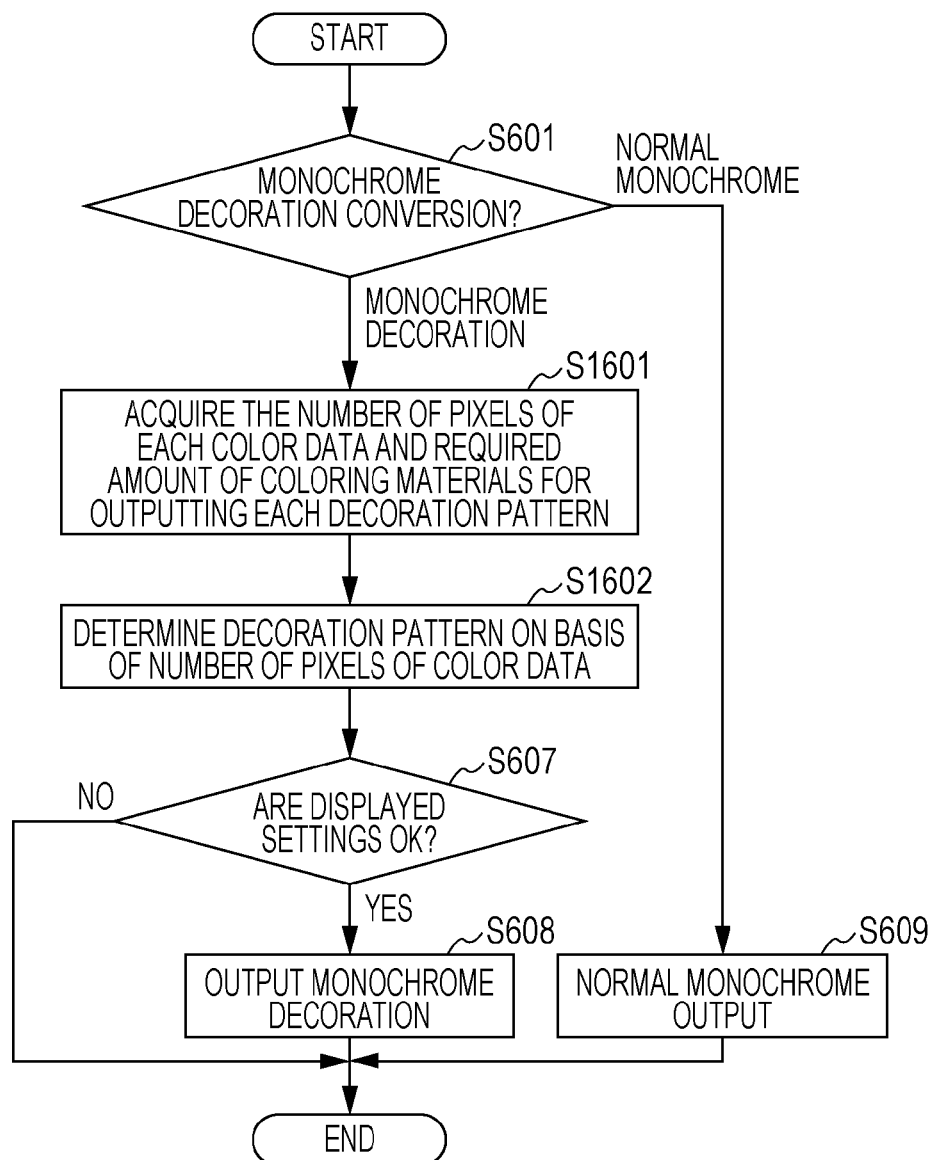 START
S601
NORMAL
MONOCHROME
MONOCHROME
DECORATION CONVERSION?
MONOCHROME
DECORATION
S1601
ACQUIRE THE NUMBER OF PIXELS OF
EACH COLOR DATA AND REQUIRED
AMOUNT OF COLORING MATERIALS FOR
OUTPUTTING EACH DECORATION PATTERN
S1602
DETERMINE DECORATION PATTERN ON BASIS
OF NUMBER OF PIXELS OF COLOR DATA
S607
NO
ARE DISPLAYED
SETTINGS OK?
YES
S608
OUTPUT MONOCHROME
DECORATION
S609
NORMAL MONOCHROME
OUTPUT
END